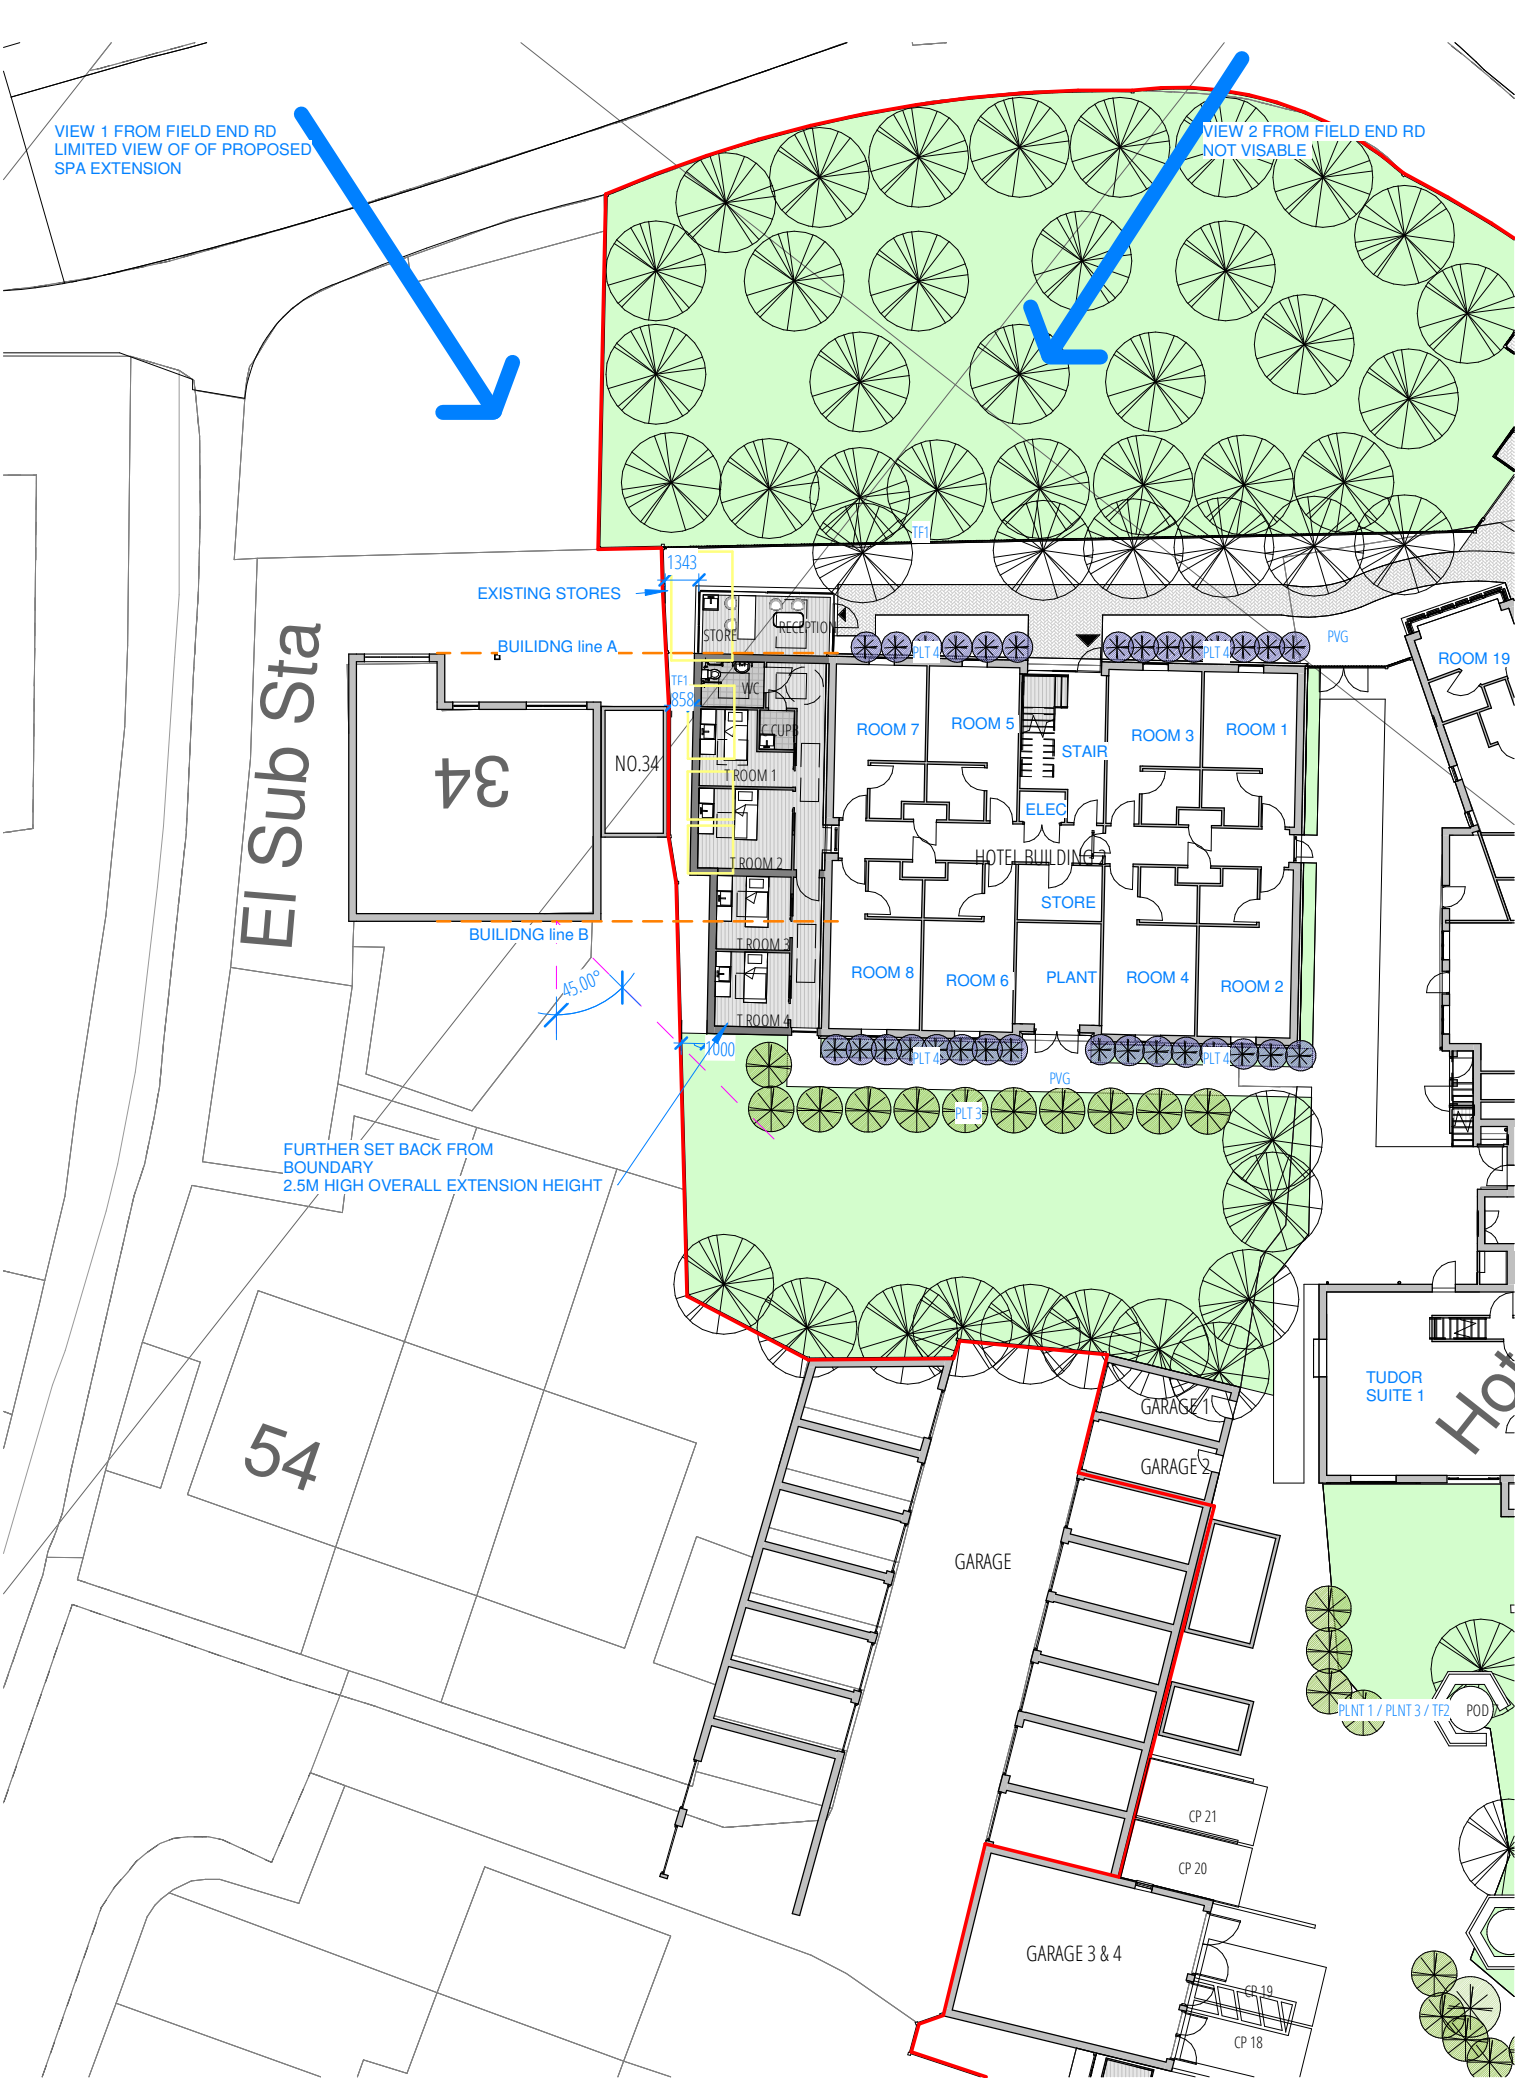 VIEW 1 FROM FIELD END RD
LIMITED VIEW OF OF PROPOSED
SPA EXTENSION
VIEW 2 FROM FIELD END RD
NOT VISABLE
TF1
1343
EXISTING STORES
STORE
RECEPTION
BUILIDNG line A
PLT 4
PLT 4
PVG
ROOM 19
El Sub Sta
TF1
858
WC
C.CUPB
34
NO.34
T.ROOM 1
ROOM 7
ROOM 5
STAIR
ROOM 3
ROOM 1
ELEC
T.ROOM 2
HOTEL BUILDING 2
STORE
BUILIDNG line B
T.ROOM 3
ROOM 8
ROOM 6
PLANT
ROOM 4
ROOM 2
45.00°
T.ROOM 4
1000
PLT 4
PLT 4
PVG
PLT 3
FURTHER SET BACK FROM
BOUNDARY
2.5M HIGH OVERALL EXTENSION HEIGHT
TUDOR
SUITE 1
Hot
GARAGE 1
GARAGE 2
54
GARAGE
PLNT 1 / PLNT 3 / TF2
POD 7
CP 21
CP 20
GARAGE 3 & 4
CP 19
CP 18